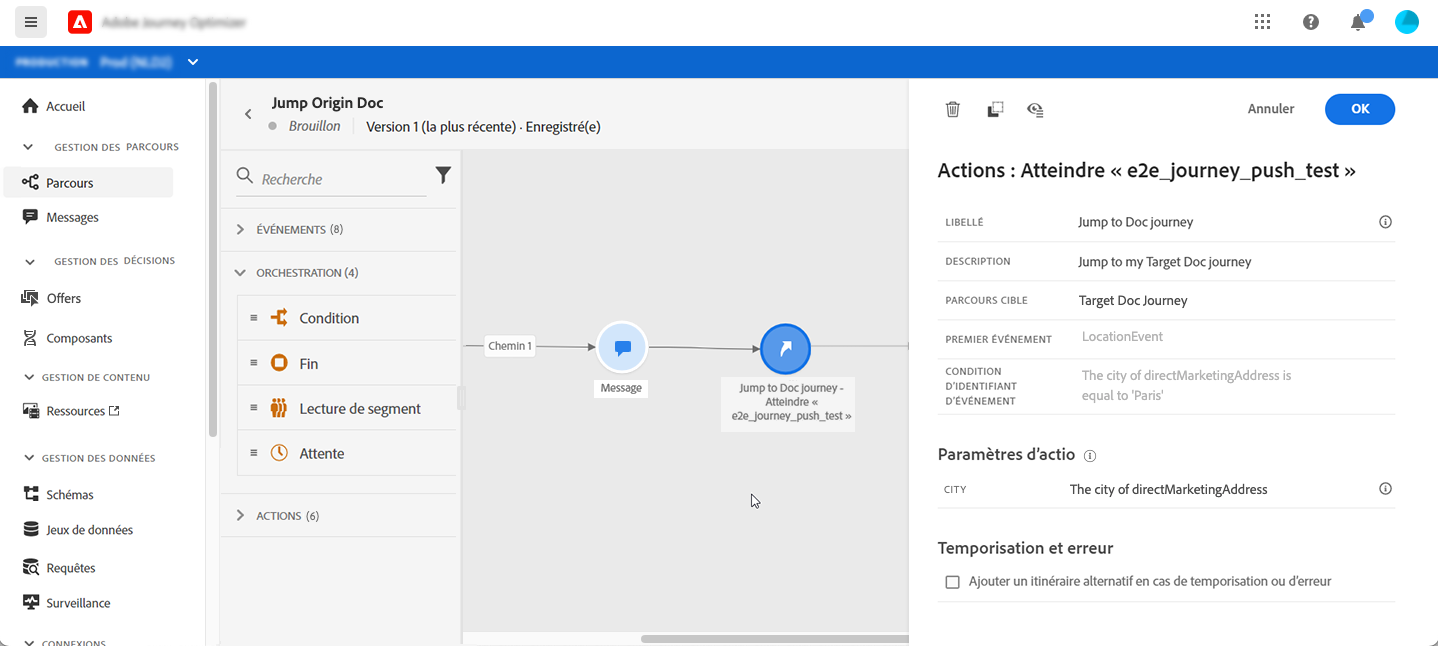 Adobe Journey Optimizer
PRODUCTION Prod (NLD2)
Accueil
GESTION DES PARCOURS
Parcours
Messages
GESTION DES DÉCISIONS
Offers
Composants
GESTION DE CONTENU
Ressources
GESTION DES DONNÉES
Schémas
Jeux de données
Requêtes
Surveillance
CONNEXIONS
Jump Origin Doc
Brouillon
Version 1 (la plus récente) · Enregistré(e)
Recherche
ÉVÉNEMENTS (8)
ORCHESTRATION (4)
Condition
Fin
Lecture de segment
Attente
ACTIONS (6)
Chemin 1
Message
Jump to Doc journey -
Atteindre «
e2e_journey_push_test »
Annuler
OK
Actions : Atteindre « e2e_journey_push_test »
LIBELLÉ Jump to Doc journey
DESCRIPTION Jump to my Target Doc journey
PARCOURS CIBLE Target Doc Journey
PREMIER ÉVÉNEMENT LocationEvent
CONDITION
D'IDENTIFIANT
D'ÉVÉNEMENT
The city of directMarketingAddress is
equal to 'Paris'
Paramètres d'actio
CITY The city of directMarketingAddress
Temporisation et erreur
Ajouter un itinéraire alternatif en cas de temporisation ou d'erreur